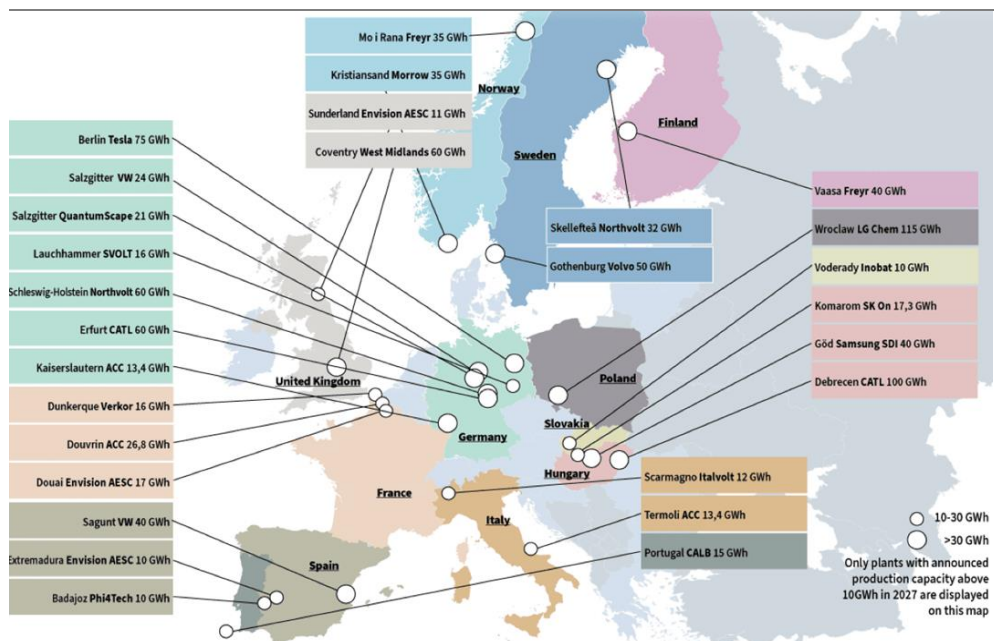 Mo i Rana Freyr 35 GWh
Kristiansand Morrow 35 GWh
Sunderland Envision AESC 11 GWh
Coventry West Midlands 60 GWh
Norway
Sweden
Finland
Berlin Tesla 75 GWh
Salzgitter VW 24 GWh
Salzgitter QuantumScape 21 GWh
Lauchhammer SVOLT 16 GWh
Schleswig-Holstein Northvolt 60 GWh
Erfurt CATL 60 GWh
Kaiserslautern ACC 13,4 GWh
Dunkerque Verkor 16 GWh
Douvrin ACC 26,8 GWh
Douai Envision AESC 17 GWh
Sagunt VW 40 GWh
Extremadura Envision AESC 10 GWh
Badajoz Phi4Tech 10 GWh
Skellefteå Northvolt 32 GWh
Gothenburg Volvo 50 GWh
Vaasa Freyr 40 GWh
Wroclaw LG Chem 115 GWh
Voderady Inobat 10 GWh
Komarom SK On 17,3 GWh
Göd Samsung SDI 40 GWh
Debrecen CATL 100 GWh
United Kingdom
Poland
Slovakia
Germany
Hungary
France
Italy
Spain
Scarmagno Italvolt 12 GWh
Termoli ACC 13,4 GWh
Portugal CALB 15 GWh
10-30 GWh
>30 GWh
Only plants with announced
production capacity above
10GWh in 2027 are displayed
on this map